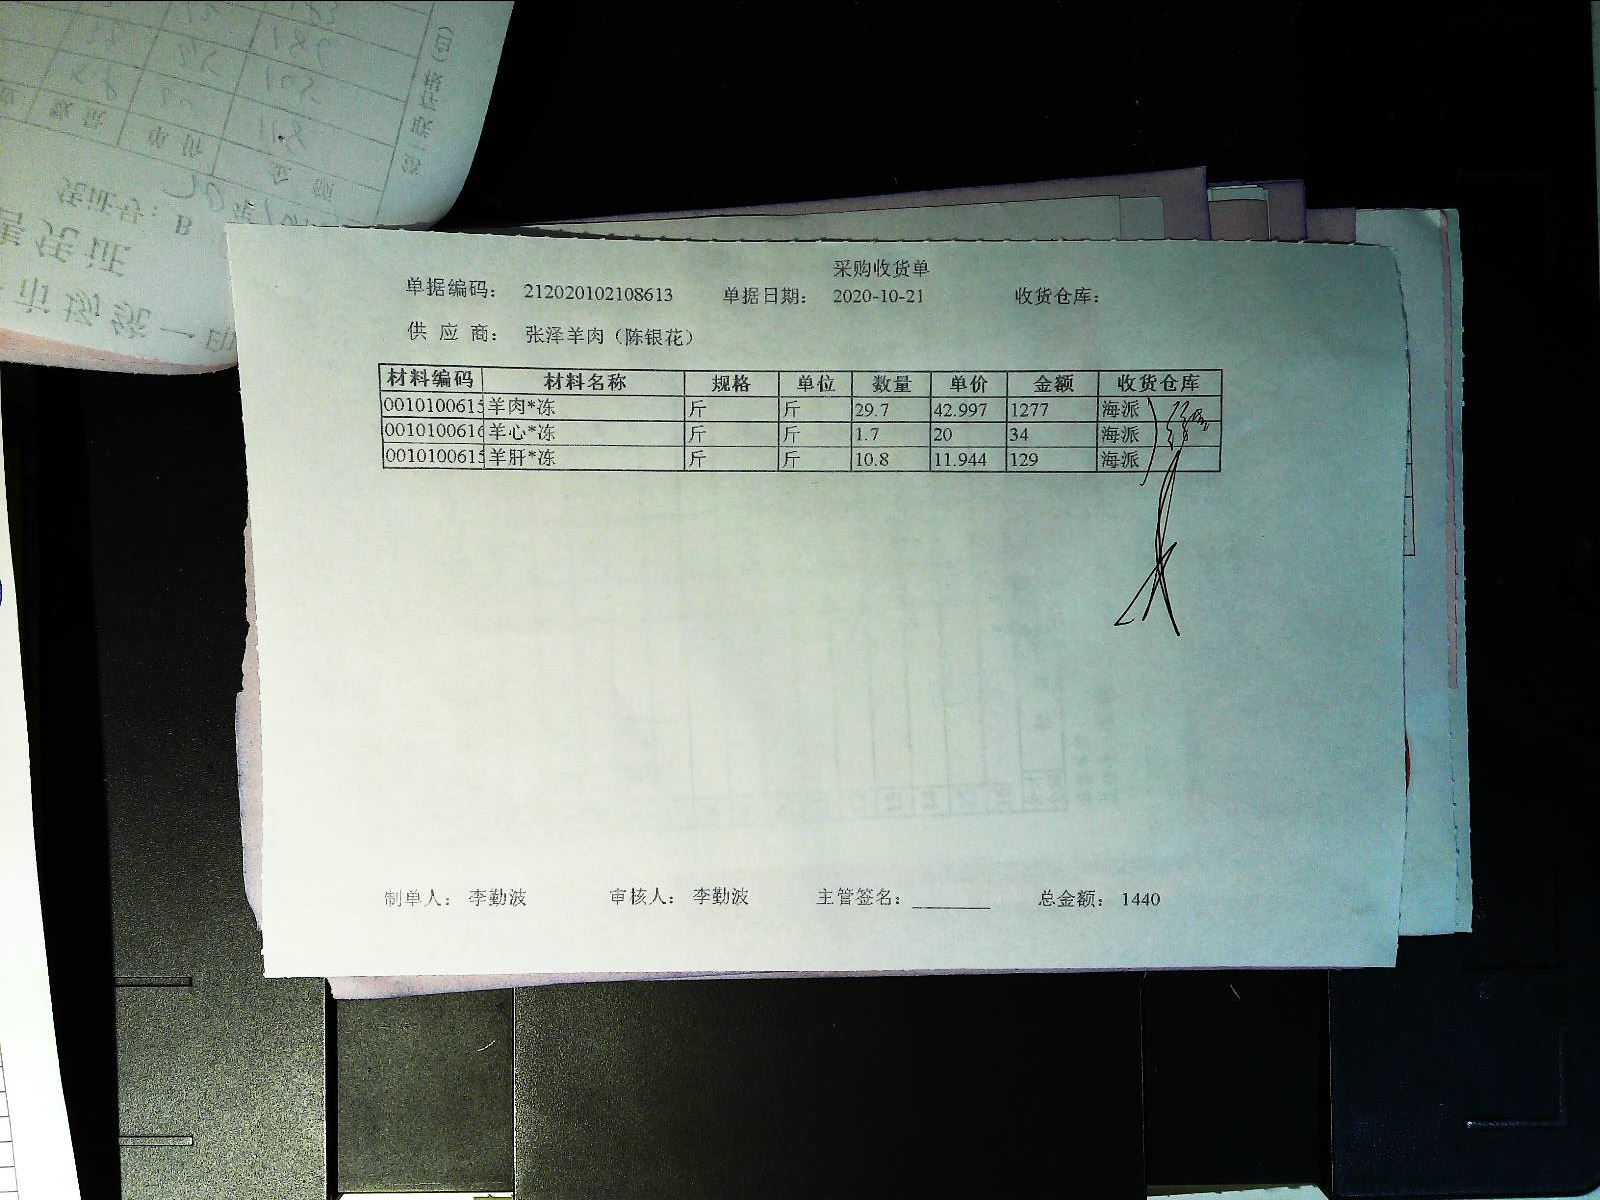 采购收货单
单据编码： 212020102108613 单据日期： 2020-10-21 收货仓库：
供 应 商： 张泽羊肉（陈银花）
材料编码 材料名称 规格 单位 数量 单价 金额 收货仓库
0010100615 羊肉*冻 斤 斤 29.7 42.997 1277 海派
0010100616 羊心*冻 斤 斤 1.7 20 34 海派
0010100615 羊肝*冻 斤 斤 10.8 11.944 129 海派
制单人： 李勤波 审核人： 李勤波 主管签名： 总金额： 1440